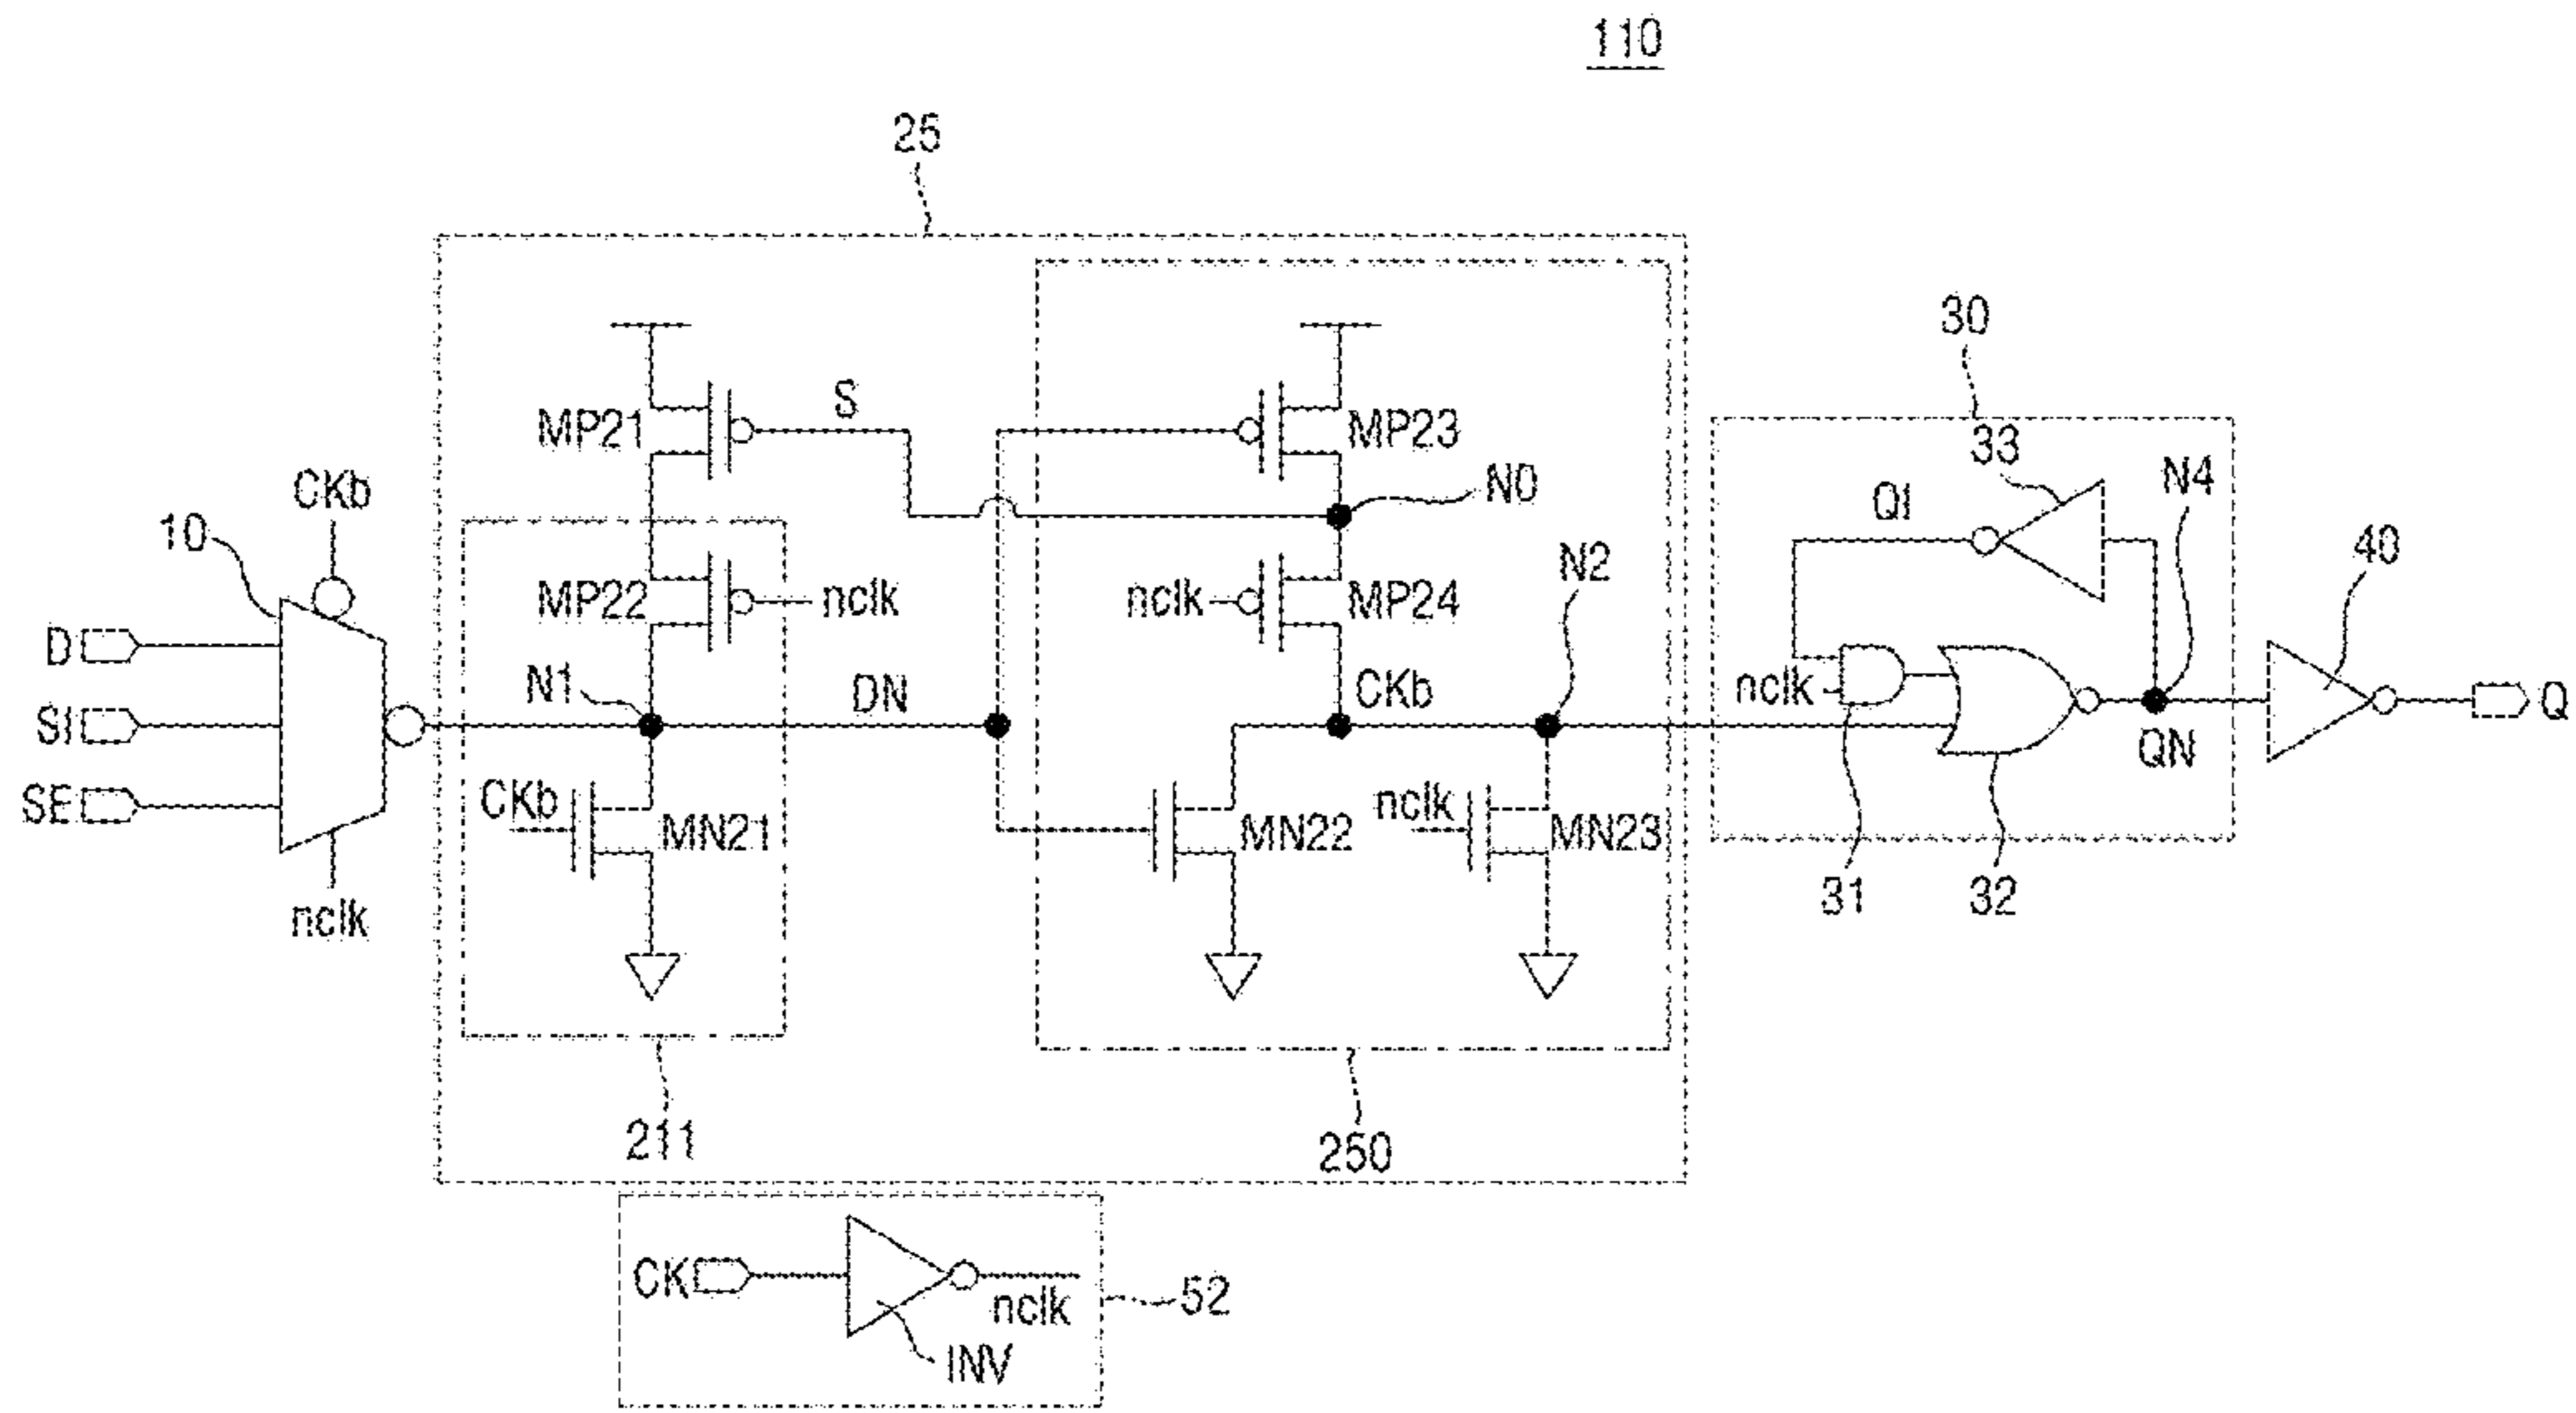 110
25
30
33
S
MP21
MP23
N0
N4
QI
CKb
10
N2
40
MP22
nclk
nclk
MP24
D
N1
DN
CKb
nclk
SI
Q
QN
SE
CKb
MN21
MN22
nclk
MN23
31
32
nclk
211
250
CK
nclk
52
INV